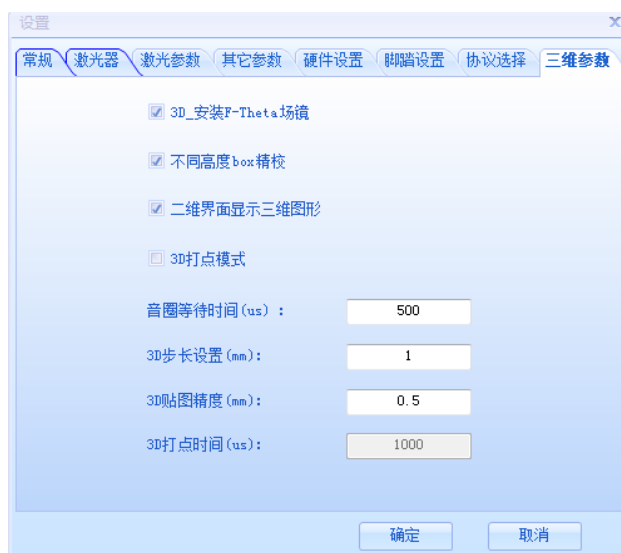 设置
常规 激光器 激光参数 其它参数 硬件设置 脚踏设置 协议选择 三维参数
3D_安装F-Theta场镜
不同高度box精校
二维界面显示三维图形
3D打点模式
音圈等待时间(us) : 500
3D步长设置(mm): 1
3D贴图精度(mm): 0.5
3D打点时间(us): 1000
确定 取消